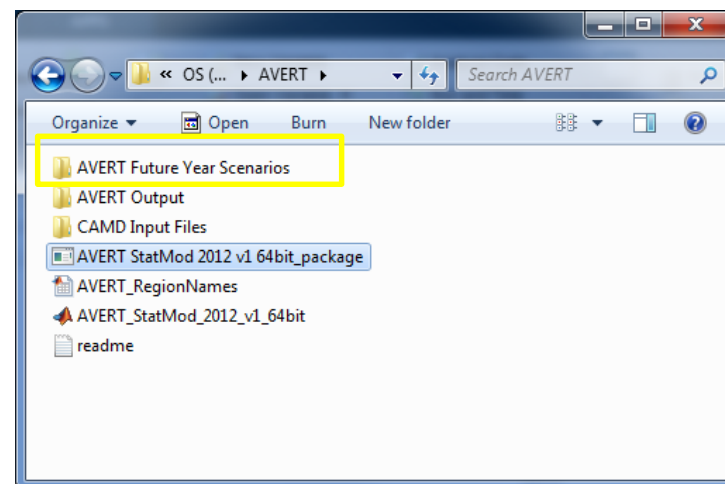 « OS (... ▸ AVERT ▸ Search AVERT
Organize ▾ Open Burn New folder
AVERT Future Year Scenarios
AVERT Output
CAMD Input Files
AVERT StatMod 2012 v1 64bit_package
AVERT_RegionNames
AVERT_StatMod_2012_v1_64bit
readme